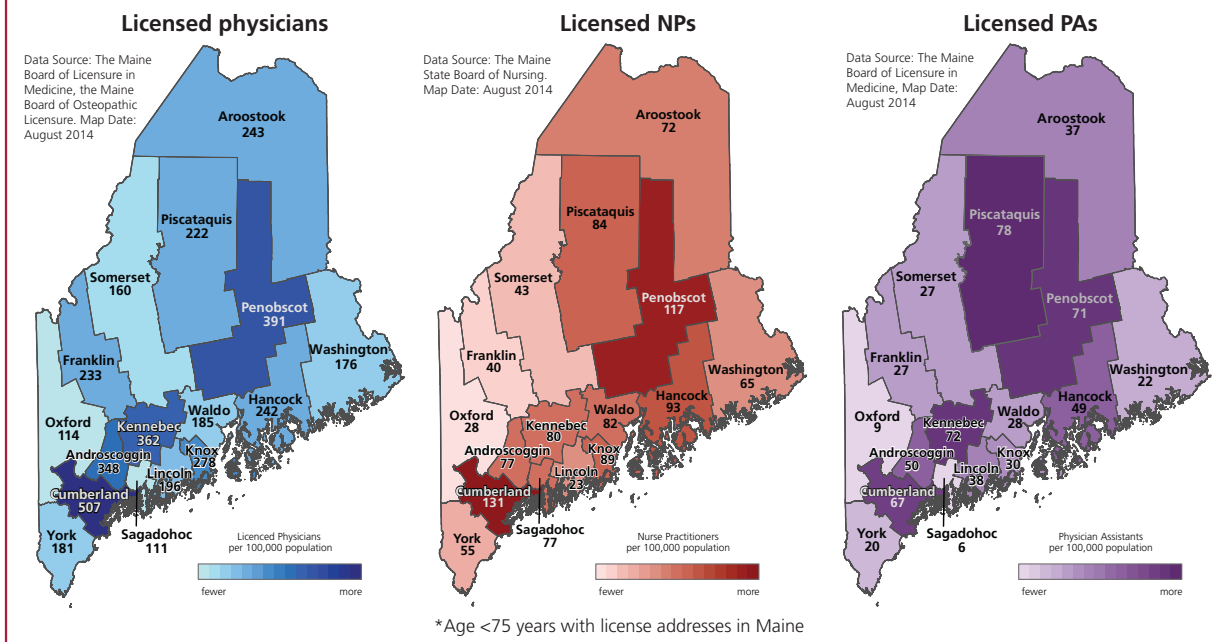 Licensed physicians
Data Source: The Maine
Board of Licensure in
Medicine, the Maine
Board of Osteopathic
Licensure. Map Date:
August 2014
Aroostook
243
Piscataquis
222
Somerset
160
Penobscot
391
Franklin
233
Washington
176
Hancock
242
Waldo
185
Oxford
114
Kennebec
362
Knox
278
Androscoggin
348
Lincoln
196
Cumberland
507
Sagadohoc
111
York
181
Licenced Physicians
per 100,000 population
fewer
more
Licensed NPs
Data Source: The Maine
State Board of Nursing.
Map Date: August 2014
Aroostook
72
Piscataquis
84
Somerset
43
Penobscot
117
Franklin
40
Washington
65
Hancock
93
Waldo
82
Oxford
28
Kennebec
80
Knox
89
Androscoggin
77
Lincoln
23
Cumberland
131
Sagadohoc
77
York
55
Nurse Practitioners
per 100,000 population
fewer
more
Licensed PAs
Data Source: The Maine
Board of Licensure in
Medicine, Map Date:
August 2014
Aroostook
37
Piscataquis
78
Somerset
27
Penobscot
71
Franklin
27
Washington
22
Hancock
49
Waldo
28
Oxford
9
Kennebec
72
Knox
30
Androscoggin
50
Lincoln
38
Cumberland
67
Sagadohoc
6
York
20
Physician Assistants
per 100,000 population
fewer
more
*Age <75 years with license addresses in Maine